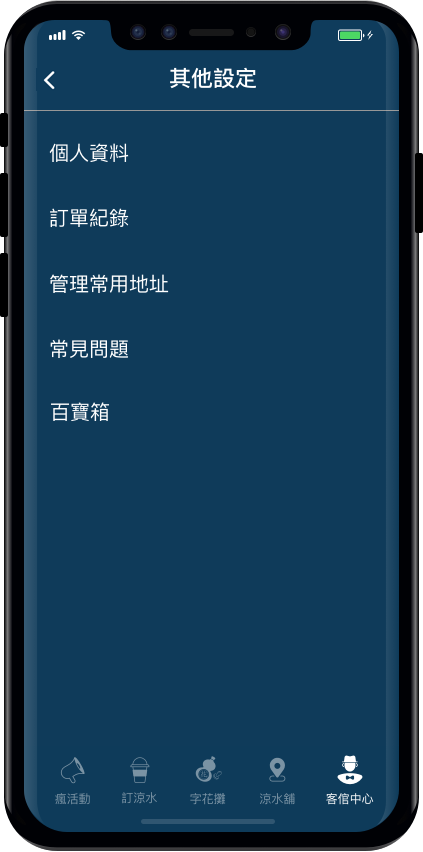 其他設定
個人資料
訂單紀錄
管理常用地址
常見問題
百寶箱
瘋活動
訂涼水
字花攤
涼水舖
客倌中心